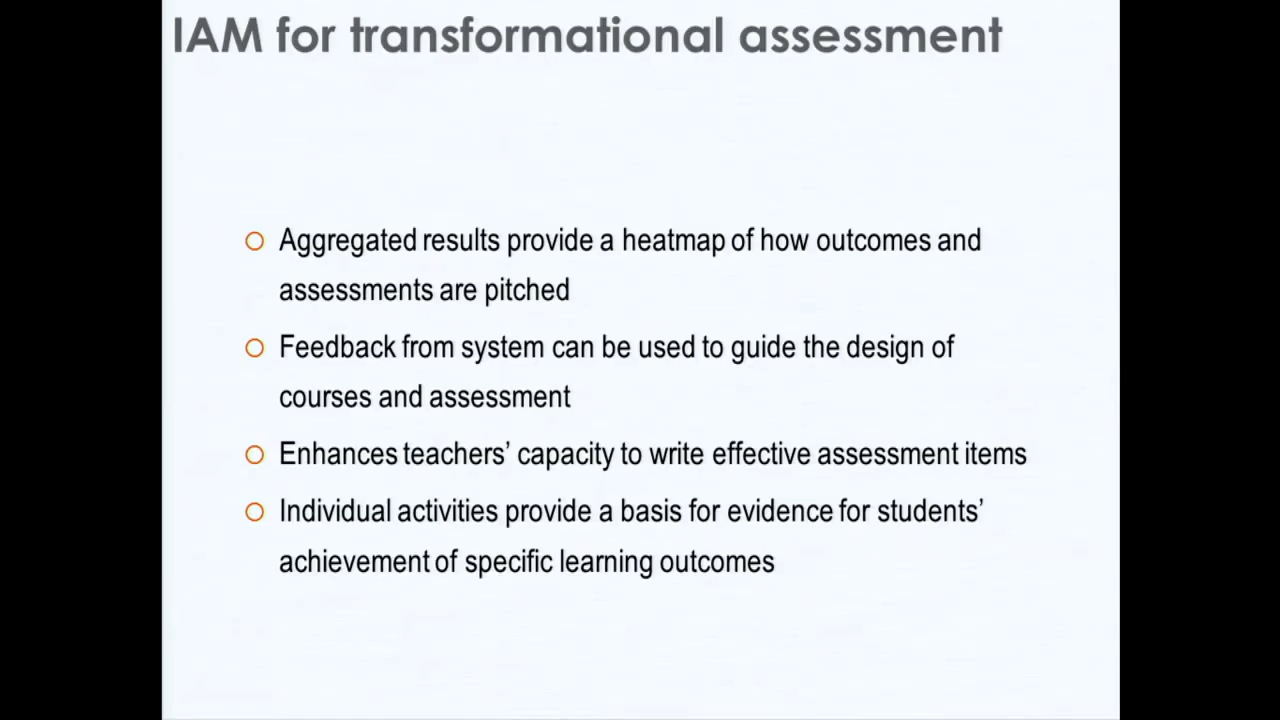 IAM for transformational assessment
Aggregated results provide a heatmap of how outcomes and
assessments are pitched
Feedback from system can be used to guide the design of
courses and assessment
Enhances teachers’ capacity to write effective assessment items
Individual activities provide a basis for evidence for students’
achievement of specific learning outcomes